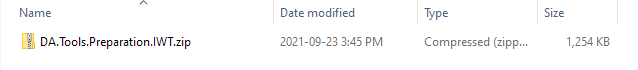 Name Date modified Type Size
DA.Tools.Preparation.IWT.zip 2021-09-23 3:45 PM Compressed (zipp... 1,254 KB